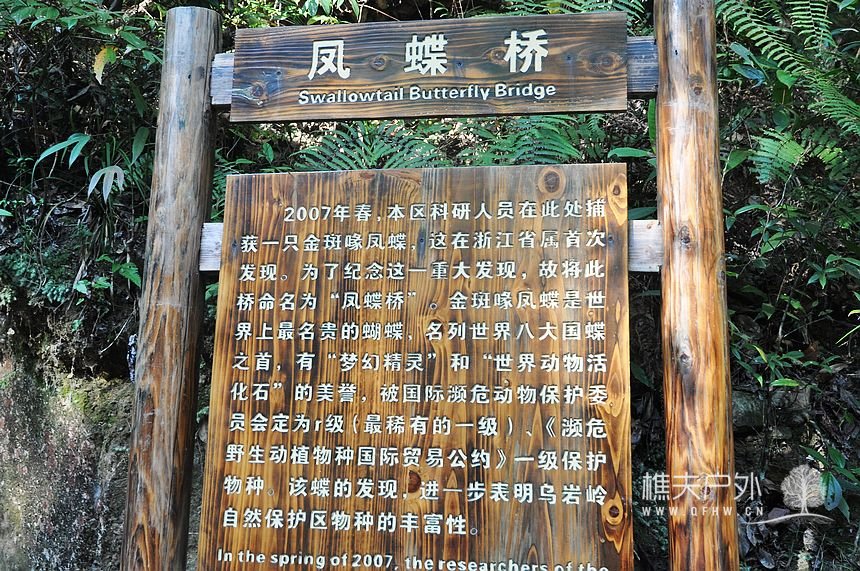 凤蝶桥
Swallowtail Butterfly Bridge
2007年春,本区科研人员在此处捕
获一只金斑喙凤蝶,这在浙江省属首次
发现。为了纪念这一重大发现,故将此
桥命名为“凤蝶桥”。金斑喙凤蝶是世
界上最名贵的蝴蝶,名列世界八大国蝶
之首,有“梦幻精灵”和“世界动物活
化石”的美誉,被国际濒危动物保护委
员会定为r级(最稀有的一级)、《濒危
野生动植物种国际贸易公约》一级保护
物种。该蝶的发现,进一步表明乌岩岭
自然保护区物种的丰富性。
In the spring of 2007, the researchers of the
樵夫户外
WWW.QFHW.CN